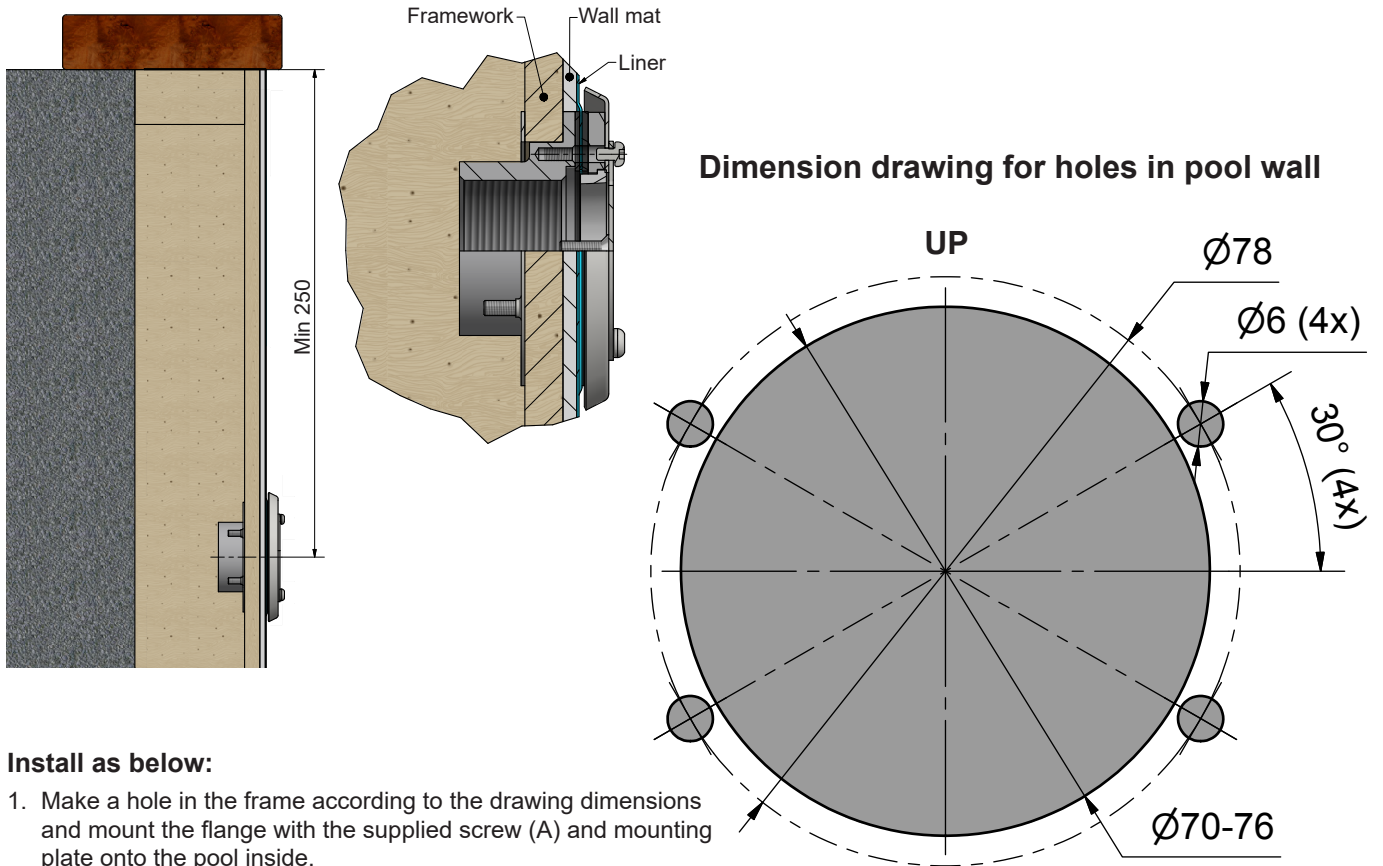 Framework
Wall mat
Liner
Min 250
Dimension drawing for holes in pool wall
UP
Ø78
Ø6 (4x)
30° (4x)
Ø70-76
Install as below:
1. Make a hole in the frame according to the drawing dimensions
and mount the flange with the supplied screw (A) and mounting
plate onto the pool inside.